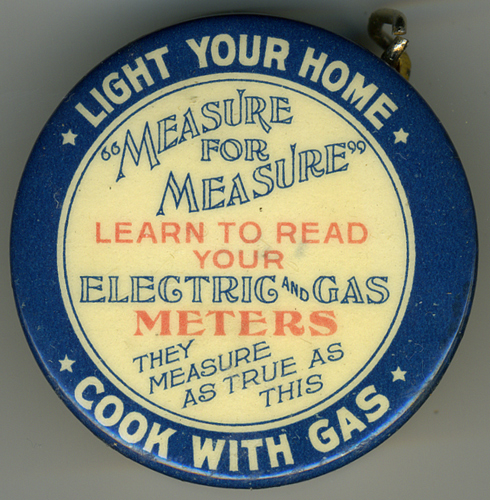 LIGHT YOUR HOME
"MEASURE
FOR
MEASURE"
LEARN TO READ
YOUR
ELECTRIC AND GAS
METERS
THEY
MEASURE
AS TRUE AS
THIS
COOK WITH GAS